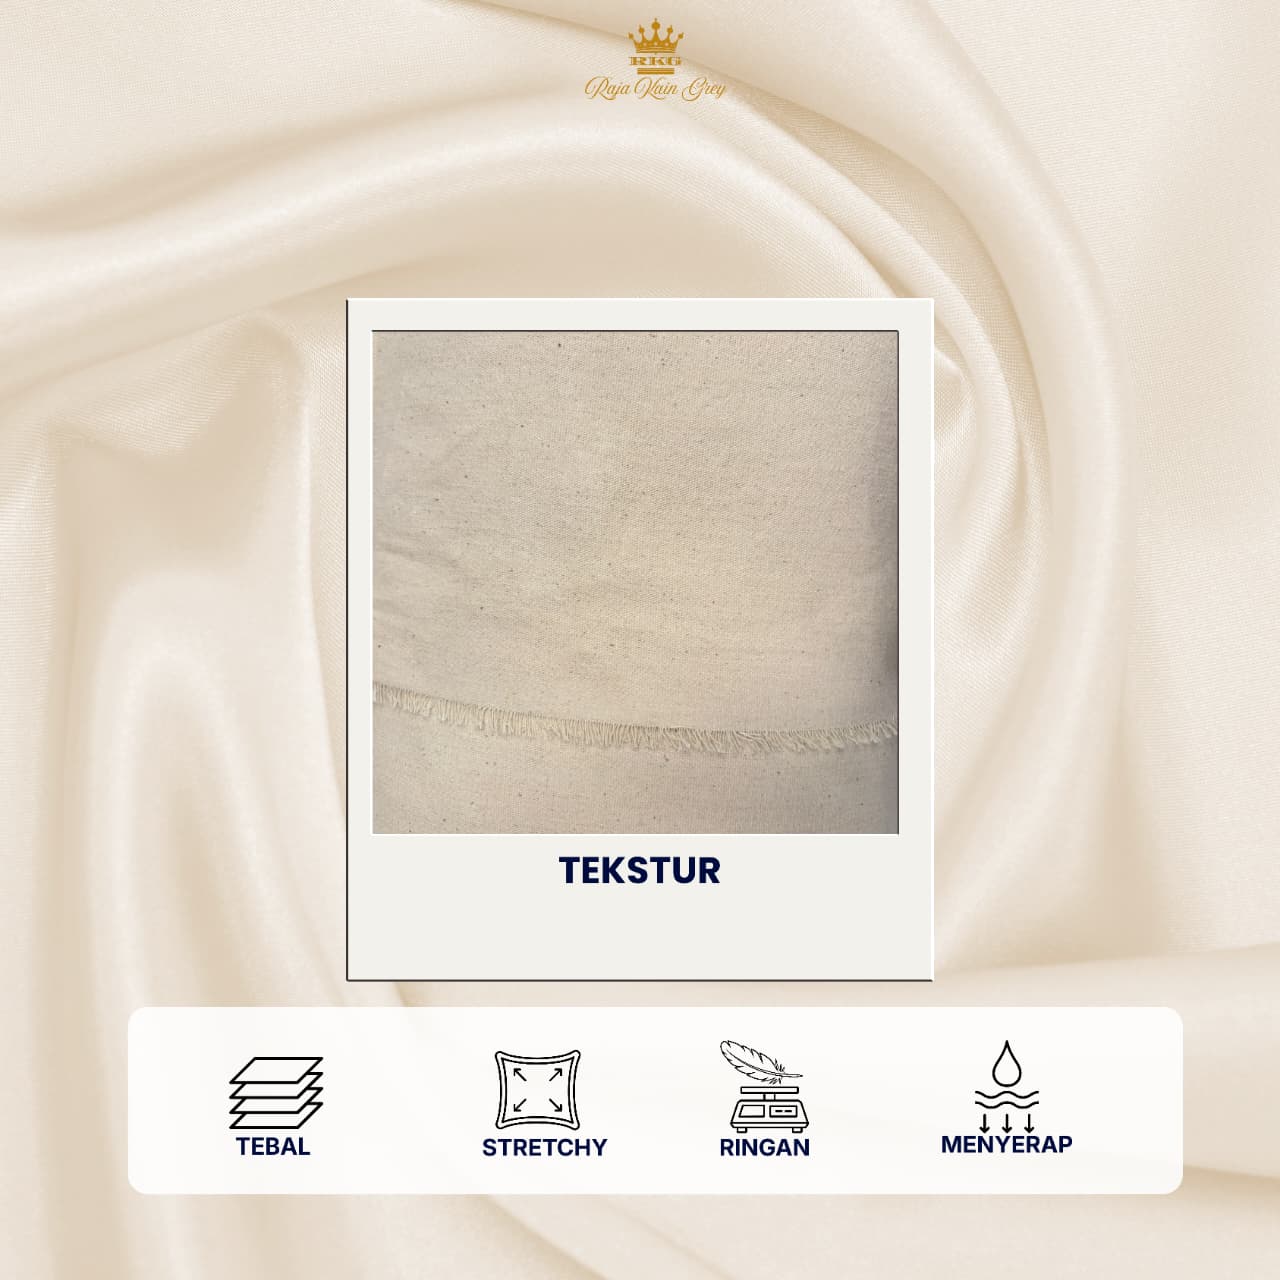 RKG
Raja Kain Grey
TEKSTUR
TEBAL
STRETCHY
RINGAN
MENYERAP